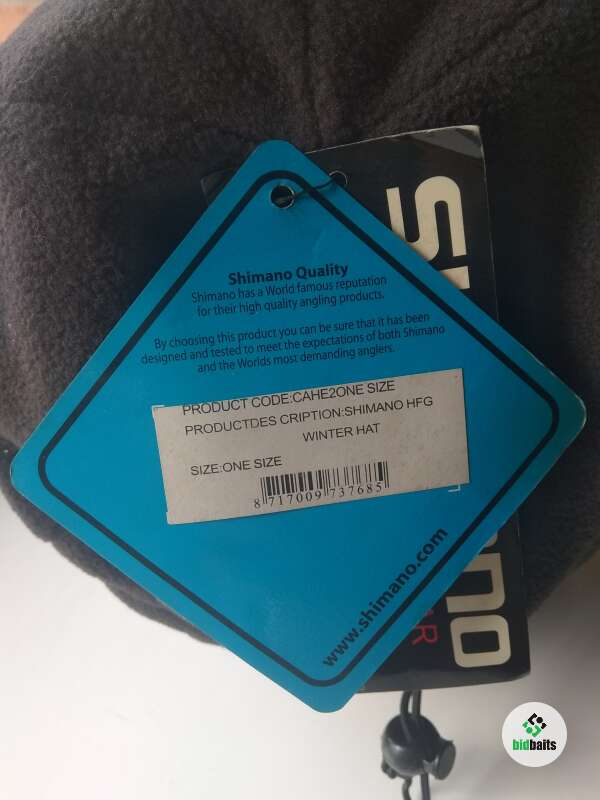 Shimano Quality
Shimano has a World famous reputation
for their high quality angling products.
By choosing this product you can be sure that it has been
designed and tested to meet the expectations of both Shimano
and the Worlds most demanding anglers.
PRODUCT CODE:CAHE2ONE SIZE
PRODUCTDES CRIPTION:SHIMANO HFG
WINTER HAT
SIZE:ONE SIZE
8 717009 737685
www.shimano.com
bidbaits